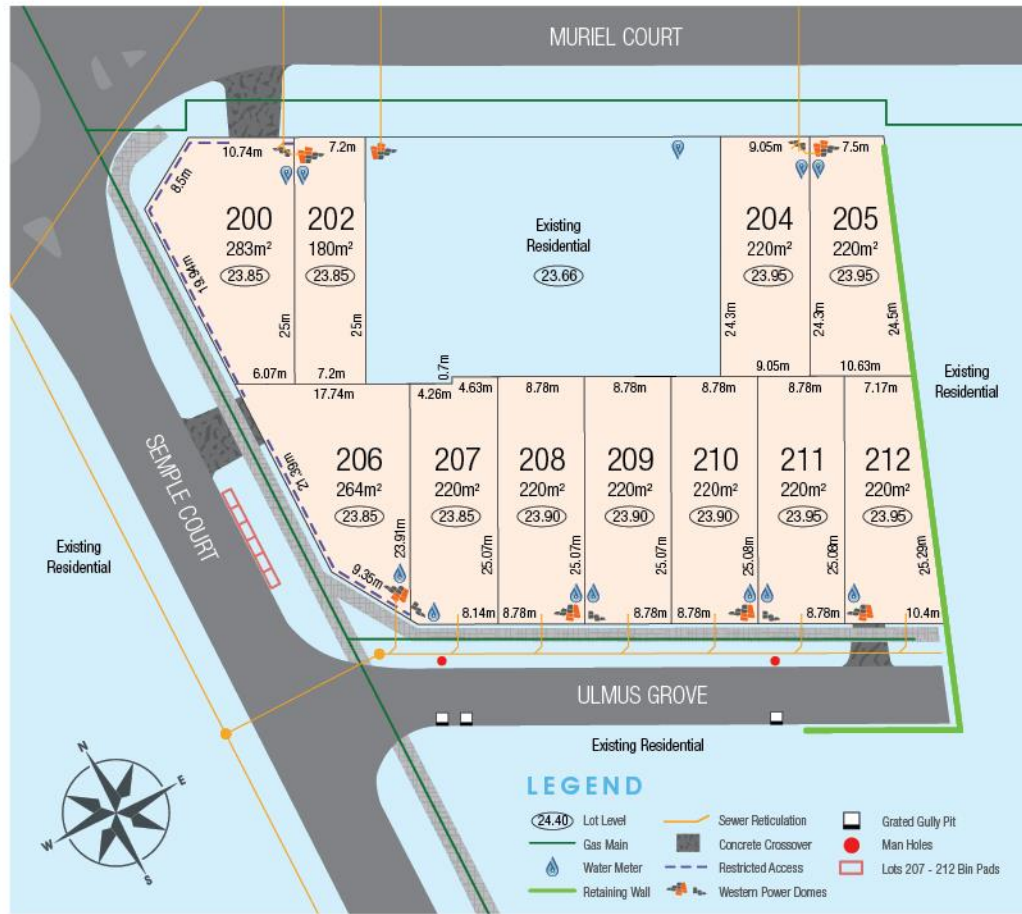 MURIEL COURT
10.74m
7.2m
9.05m
7.5m
8.5m
200
283m²
23.85
202
180m²
23.85
Existing
Residential
23.66
204
220m²
23.95
205
220m²
23.95
19.94m
25m
25m
24.3m
24.3m
24.5m
6.07m
7.2m
0.7m
9.05m
10.63m
Existing
Residential
17.74m
4.26m
4.63m
8.78m
8.78m
8.78m
8.78m
7.17m
SEMPLE COURT
21.39m
206
264m²
23.85
207
220m²
23.85
208
220m²
23.90
209
220m²
23.90
210
220m²
23.90
211
220m²
23.95
212
220m²
23.95
Existing
Residential
23.91m
25.07m
25.07m
25.07m
25.08m
25.08m
25.29m
9.35m
8.14m
8.78m
8.78m
8.78m
8.78m
10.4m
ULMUS GROVE
Existing Residential
N
E
S
W
LEGEND
24.40 Lot Level
Gas Main
Water Meter
Retaining Wall
Sewer Reticulation
Concrete Crossover
Restricted Access
Western Power Domes
Grated Gully Pit
Man Holes
Lots 207 - 212 Bin Pads